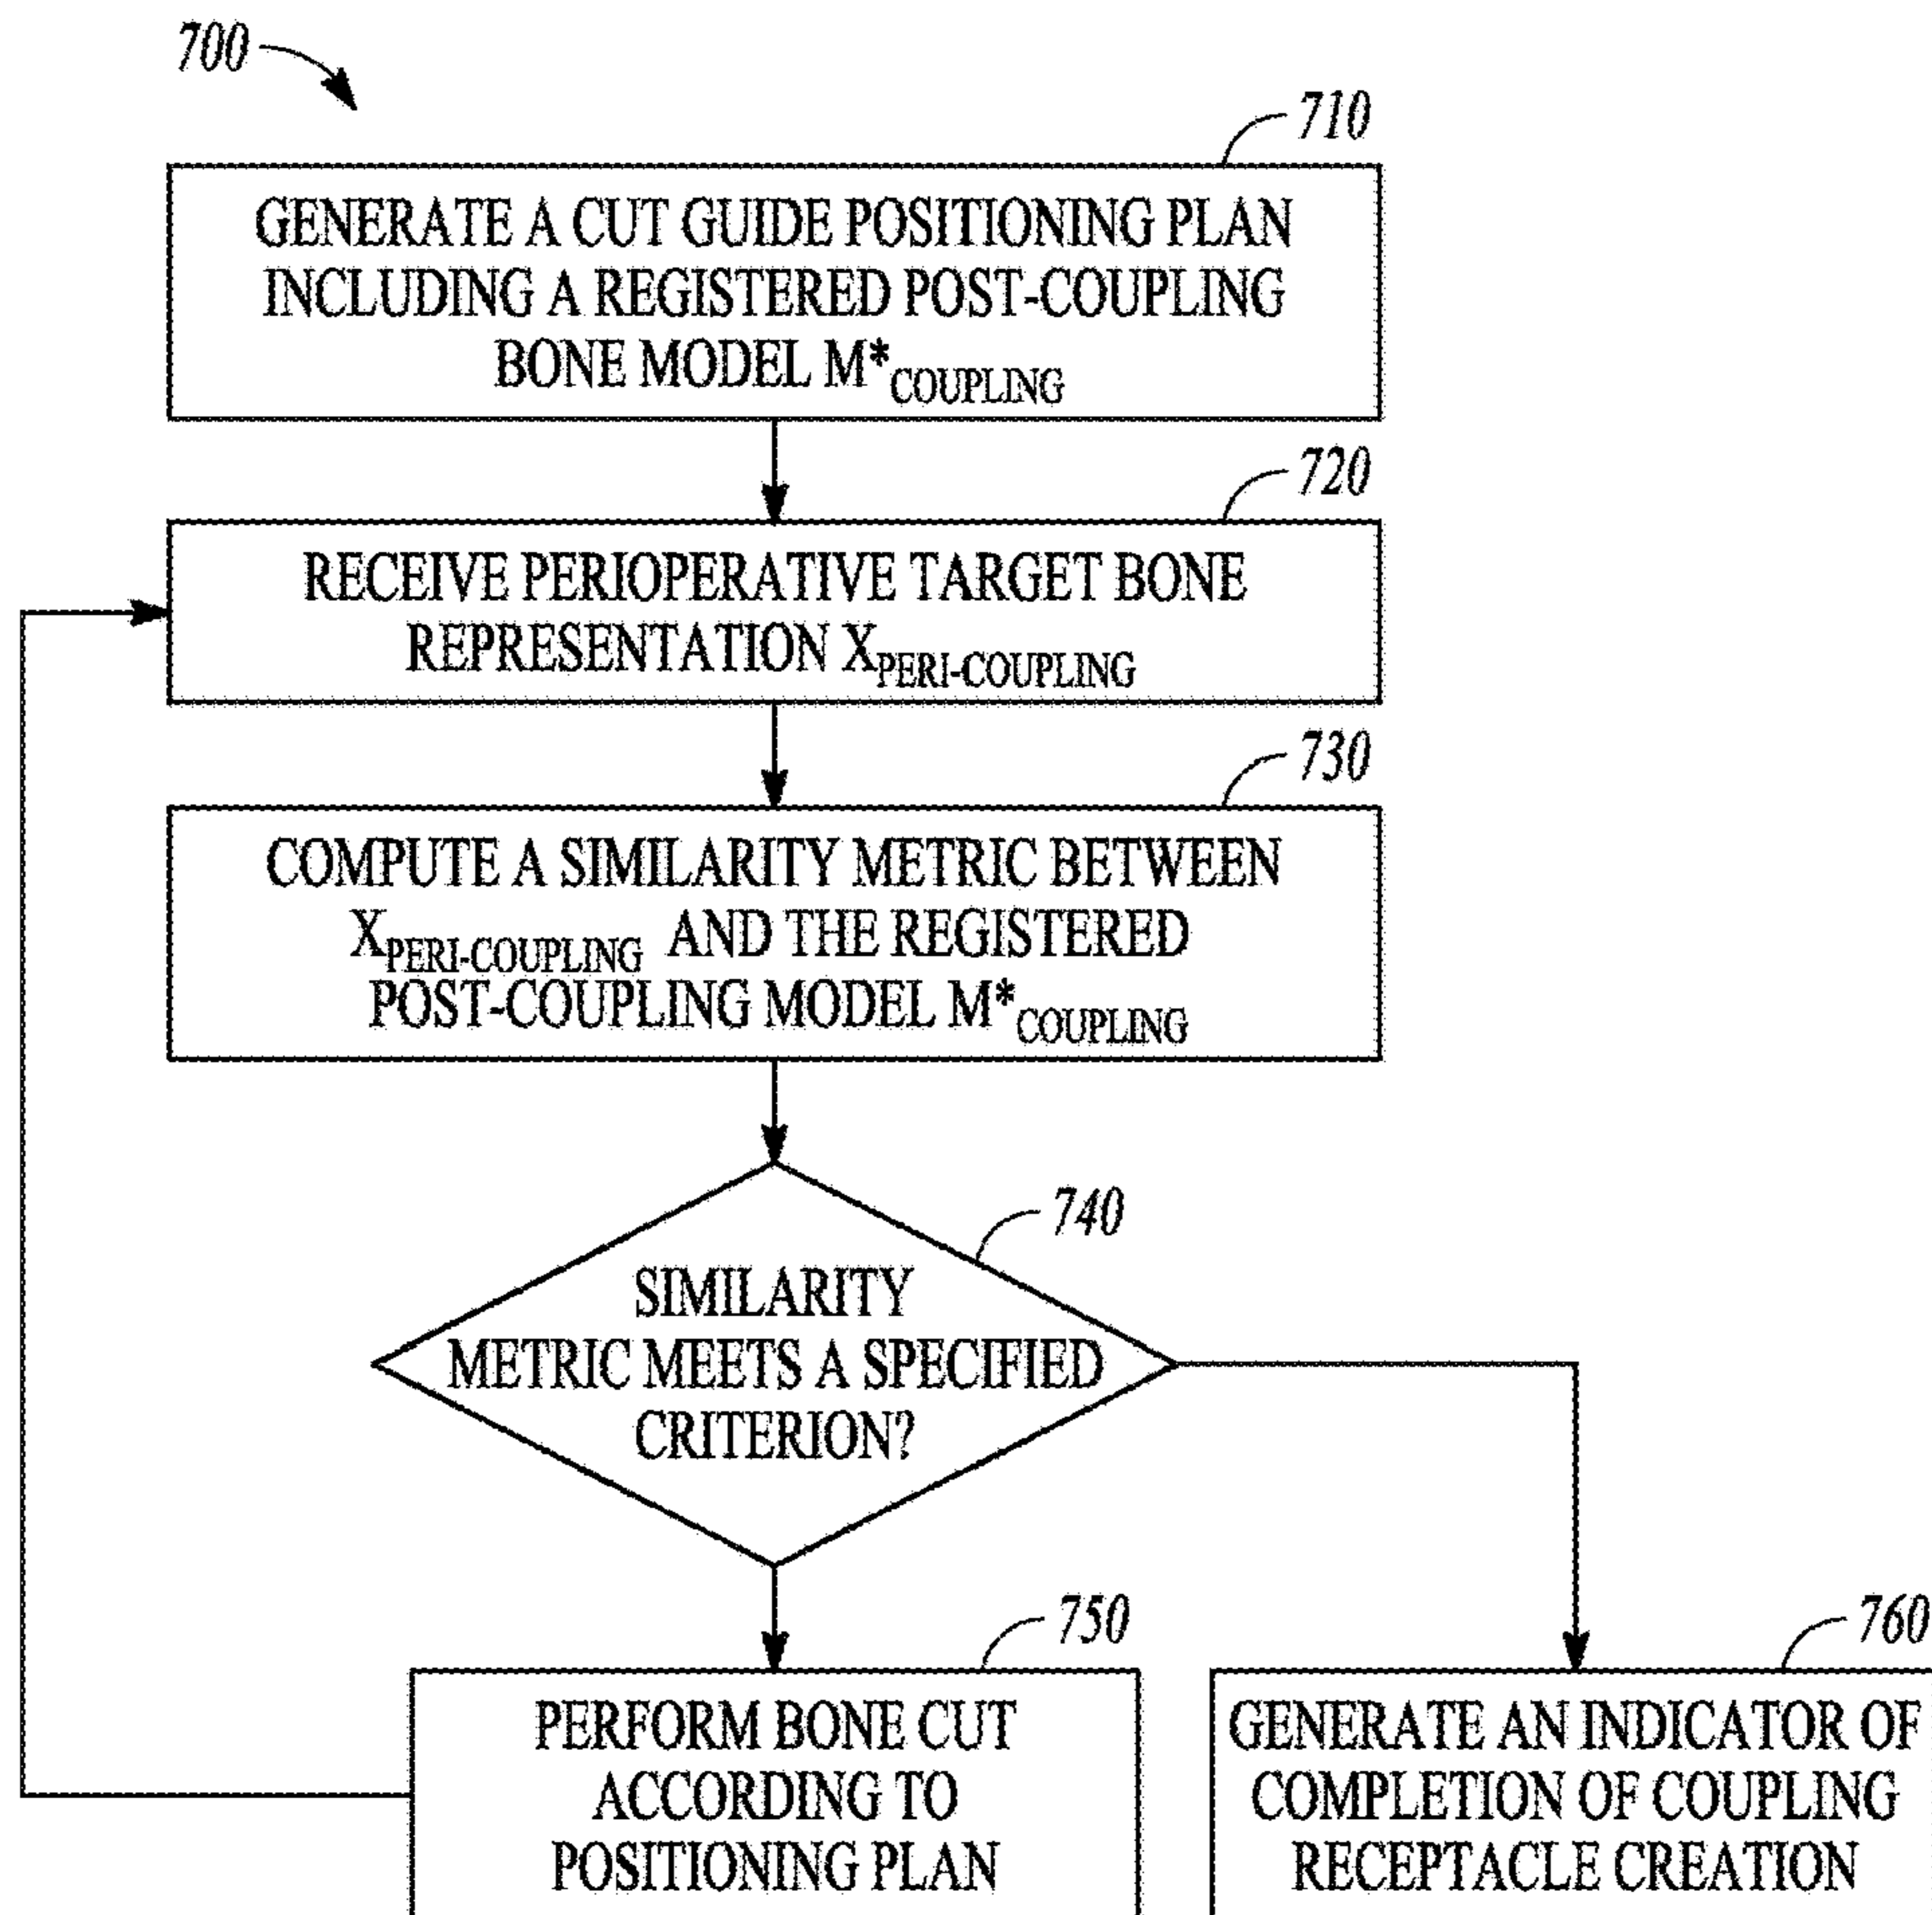 700
710
GENERATE A CUT GUIDE POSITIONING PLAN
INCLUDING A REGISTERED POST-COUPLING
BONE MODEL M*COUPLING
720
RECEIVE PERIOPERATIVE TARGET BONE
REPRESENTATION XPERI-COUPLING
730
COMPUTE A SIMILARITY METRIC BETWEEN
XPERI-COUPLING AND THE REGISTERED
POST-COUPLING MODEL M*COUPLING
740
SIMILARITY
METRIC MEETS A SPECIFIED
CRITERION?
750
PERFORM BONE CUT
ACCORDING TO
POSITIONING PLAN
760
GENERATE AN INDICATOR OF
COMPLETION OF COUPLING
RECEPTACLE CREATION